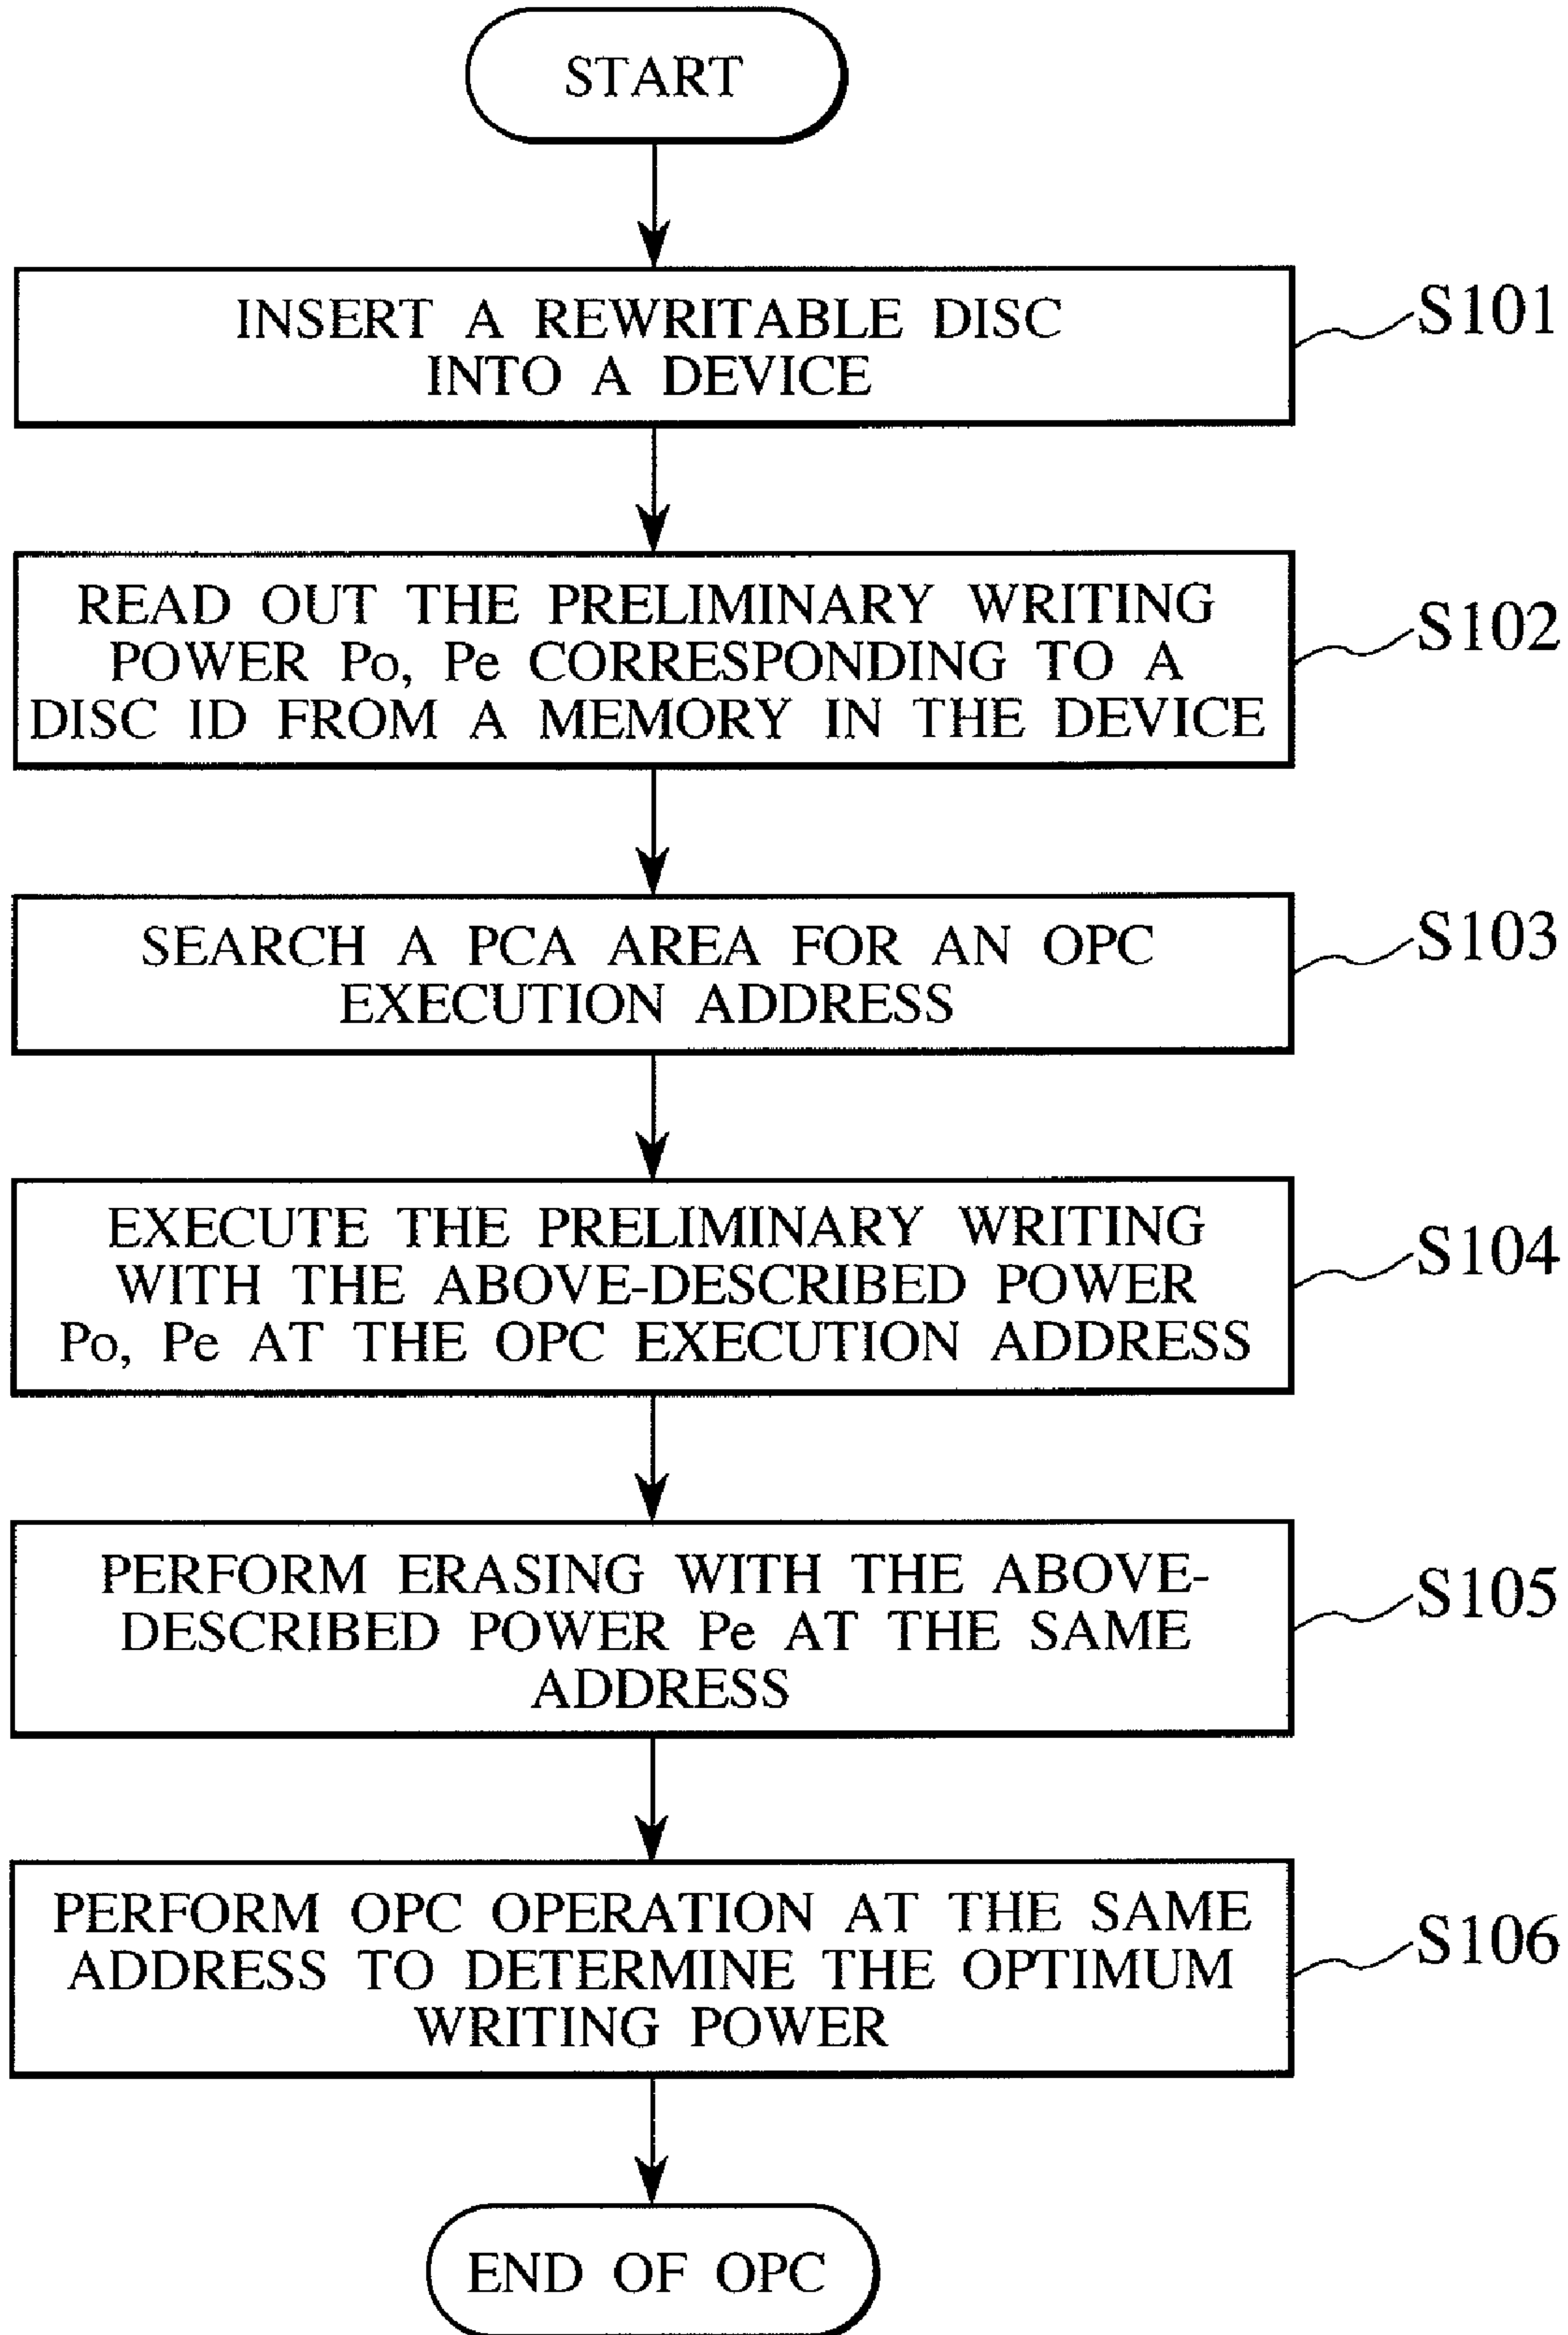 START
INSERT A REWRITABLE DISC
INTO A DEVICE
S101
READ OUT THE PRELIMINARY WRITING
POWER Po, Pe CORRESPONDING TO A
DISC ID FROM A MEMORY IN THE DEVICE
S102
SEARCH A PCA AREA FOR AN OPC
EXECUTION ADDRESS
S103
EXECUTE THE PRELIMINARY WRITING
WITH THE ABOVE-DESCRIBED POWER
Po, Pe AT THE OPC EXECUTION ADDRESS
S104
PERFORM ERASING WITH THE ABOVE-
DESCRIBED POWER Pe AT THE SAME
ADDRESS
S105
PERFORM OPC OPERATION AT THE SAME
ADDRESS TO DETERMINE THE OPTIMUM
WRITING POWER
S106
END OF OPC